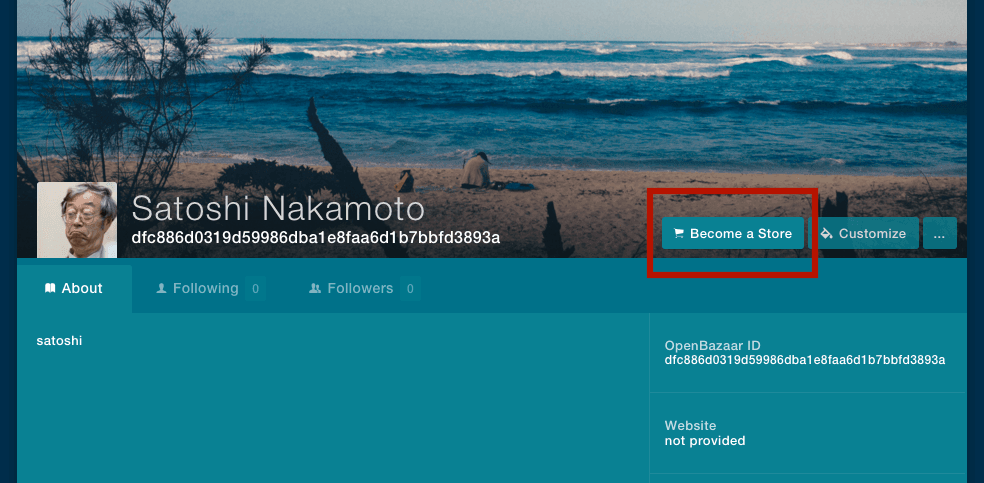 Satoshi Nakamoto
dfc886d0319d59986dba1e8faa6d1b7bbfd3893a
Become a Store
Customize
...
About
Following 0
Followers 0
satoshi
OpenBazaar ID
dfc886d0319d59986dba1e8faa6d1b7bbfd3893a
Website
not provided